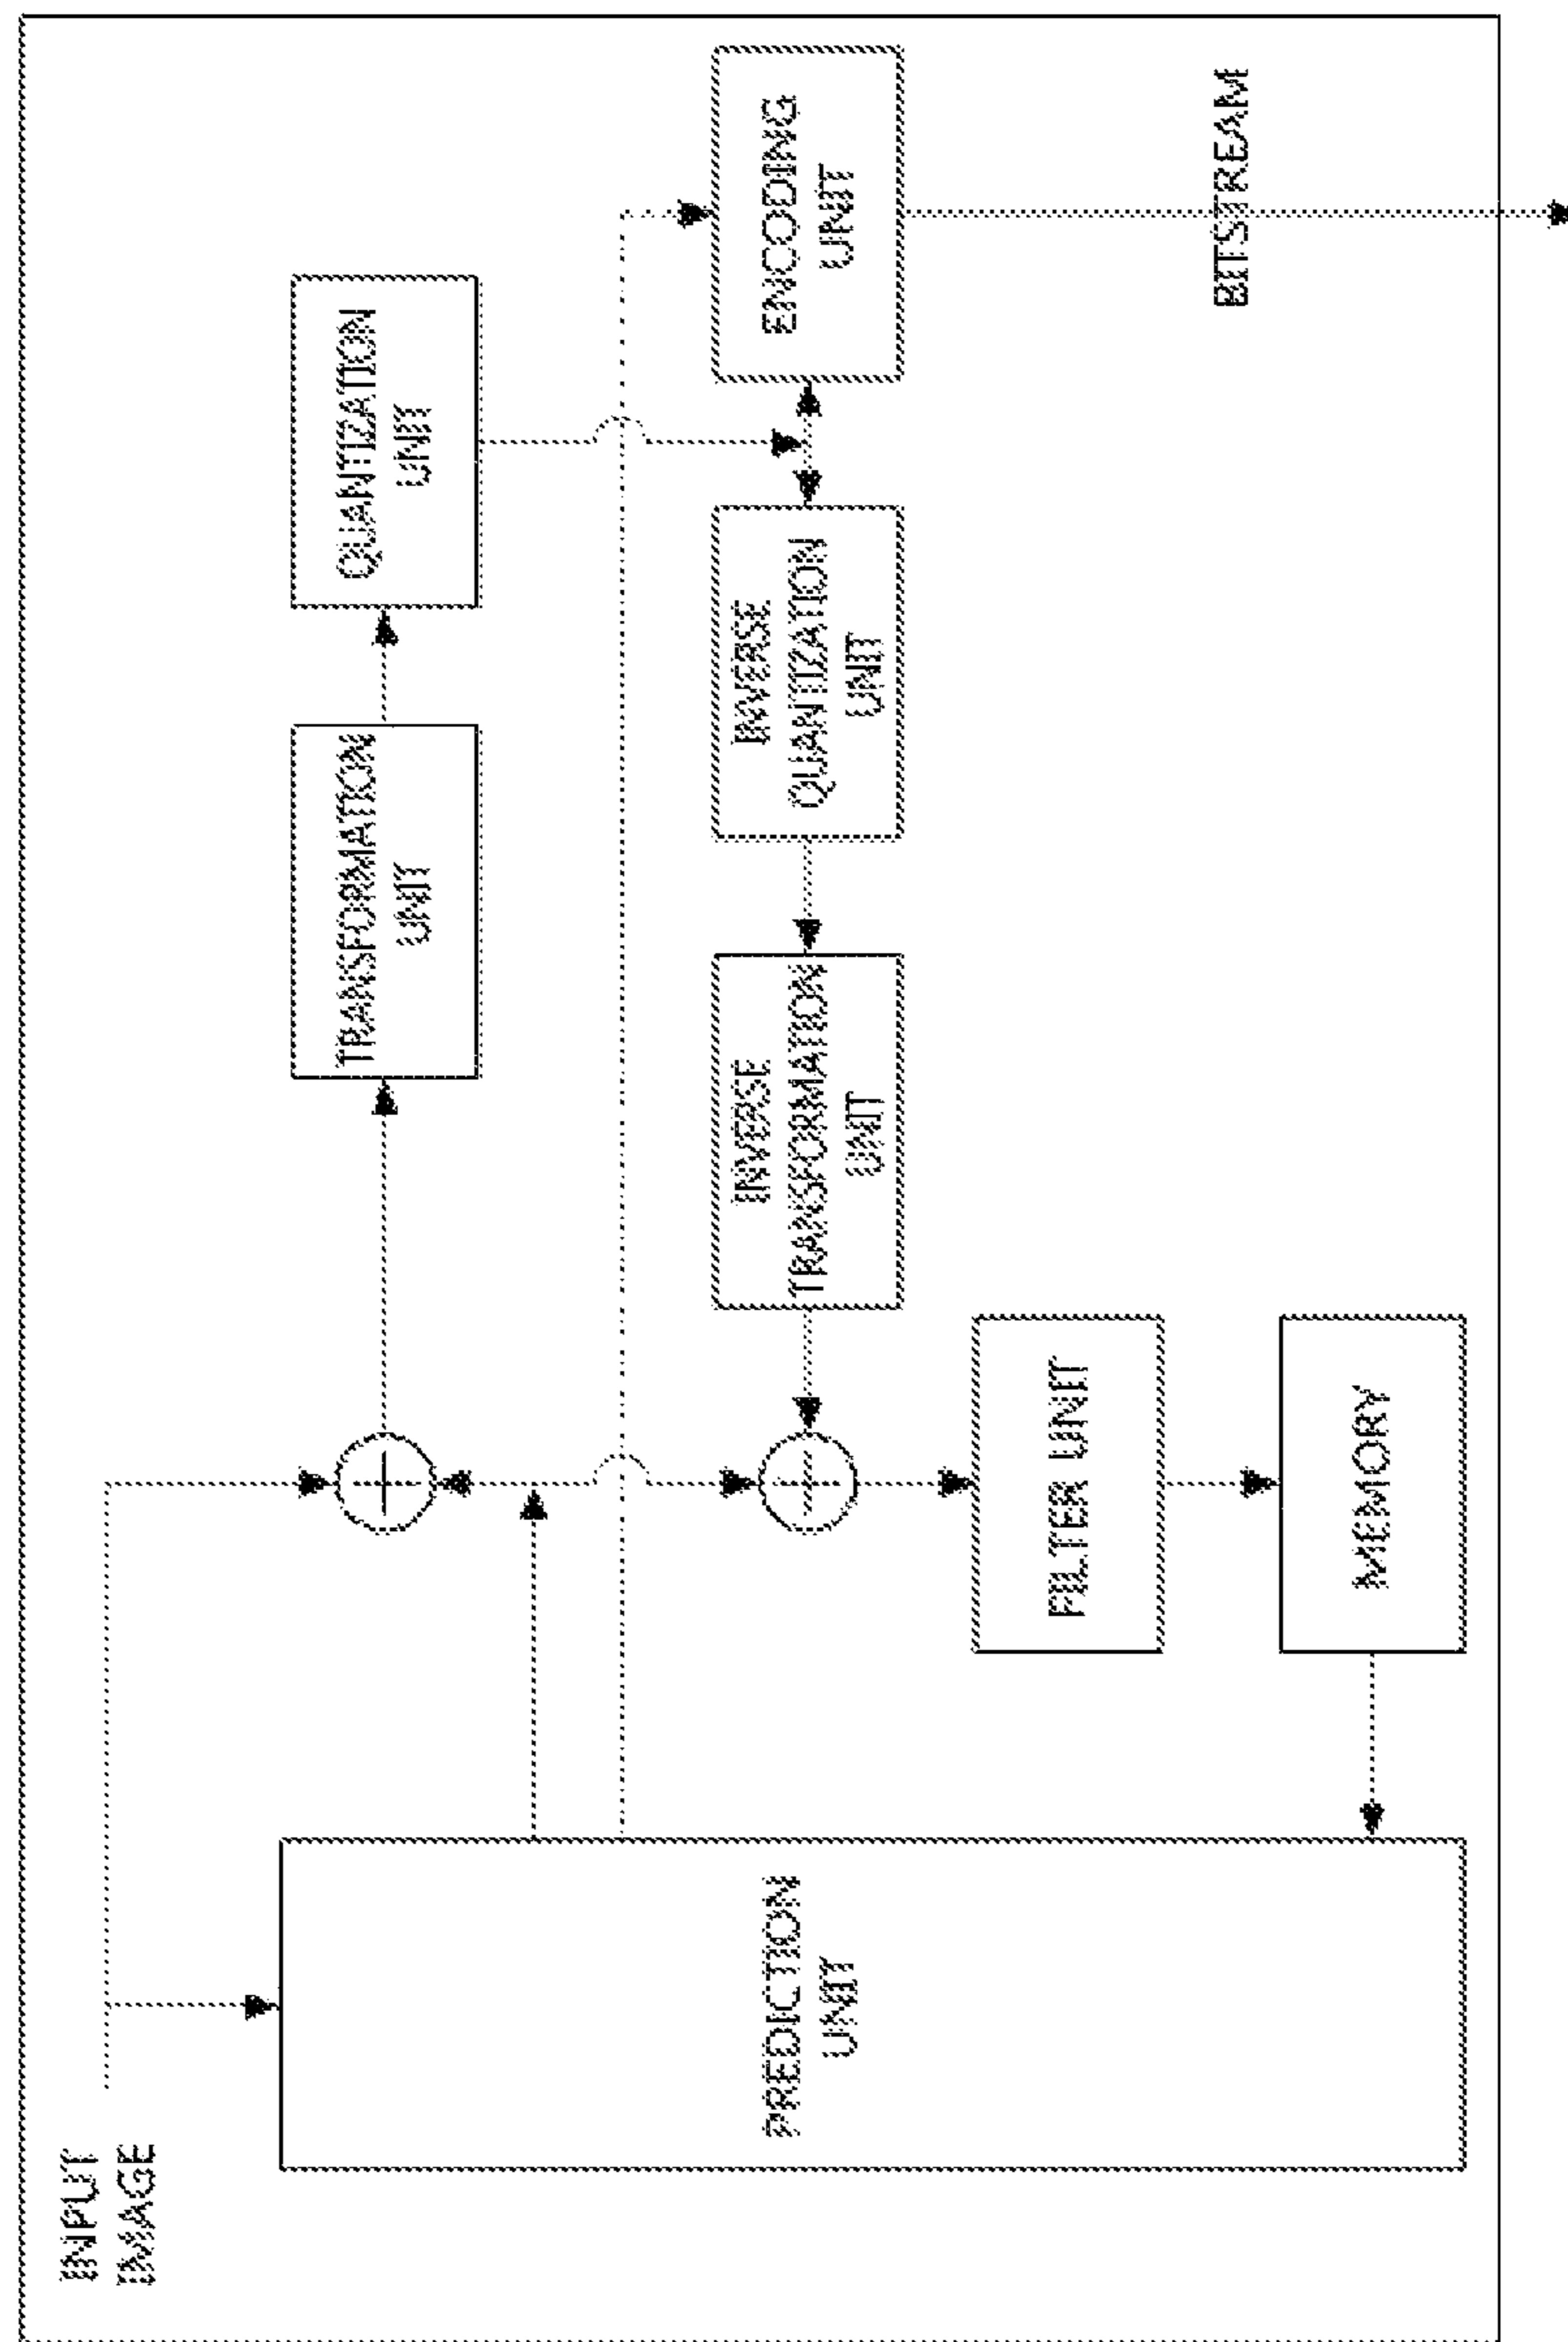 INPUT
IMAGE
TRANSFORMATION
UNIT
QUANTIZATION
UNIT
PREDICTION
UNIT
INVERSE
TRANSFORMATION
UNIT
INVERSE
QUANTIZATION
UNIT
ENCODING
UNIT
FILTER UNIT
MEMORY
BITSTREAM